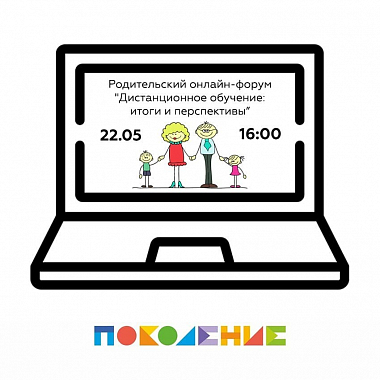 Родительский онлайн-форум
"Дистанционное обучение:
итоги и перспективы"
22.05 16:00
ПОКОЛЕНИЕ